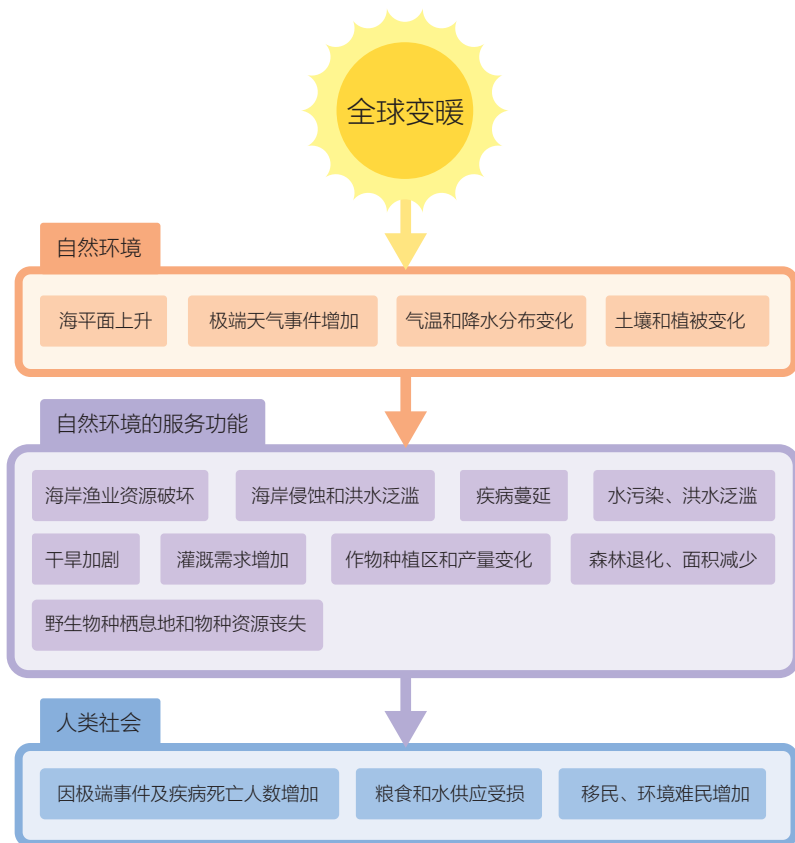 全球变暖
自然环境
海平面上升 极端天气事件增加 气温和降水分布变化 土壤和植被变化
自然环境的服务功能
海岸渔业资源破坏 海岸侵蚀和洪水泛滥 疾病蔓延 水污染、洪水泛滥
干旱加剧 灌溉需求增加 作物种植区和产量变化 森林退化、面积减少
野生物种栖息地和物种资源丧失
人类社会
因极端事件及疾病死亡人数增加 粮食和水供应受损 移民、环境难民增加